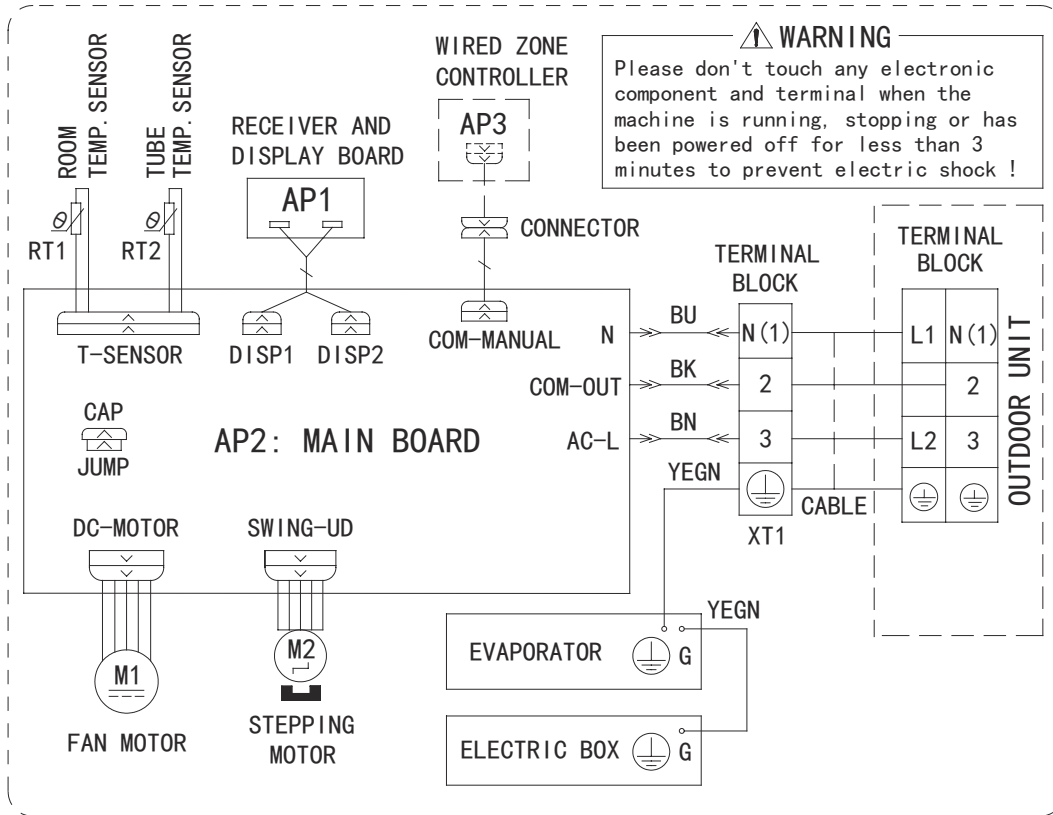 WARNING
Please don't touch any electronic
component and terminal when the
machine is running, stopping or has
been powered off for less than 3
minutes to prevent electric shock !
ROOM
TEMP. SENSOR
TUBE
TEMP. SENSOR
RT1
RT2
RECEIVER AND
DISPLAY BOARD
AP1
WIRED ZONE
CONTROLLER
AP3
CONNECTOR
T-SENSOR
DISP1
DISP2
COM-MANUAL
N
COM-OUT
AC-L
CAP
JUMP
AP2: MAIN BOARD
DC-MOTOR
SWING-UD
BU
BK
BN
YEGN
TERMINAL
BLOCK
N(1)
2
3
XT1
CABLE
TERMINAL
BLOCK
L1 N(1)
2
L2 3
OUTDOOR UNIT
M1
FAN MOTOR
M2
STEPPING
MOTOR
YEGN
EVAPORATOR G
ELECTRIC BOX G